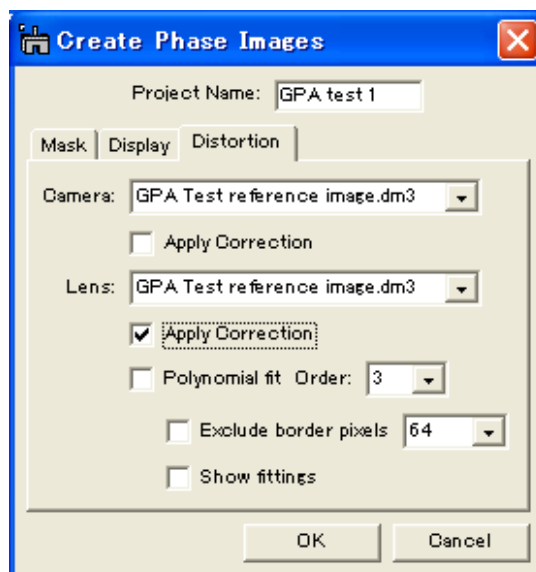 Create Phase Images
Project Name: GPA test 1
Mask Display Distortion
Camera: GPA Test reference image.dm3
Apply Correction
Lens: GPA Test reference image.dm3
Apply Correction
Polynomial fit Order: 3
Exclude border pixels 64
Show fittings
OK Cancel